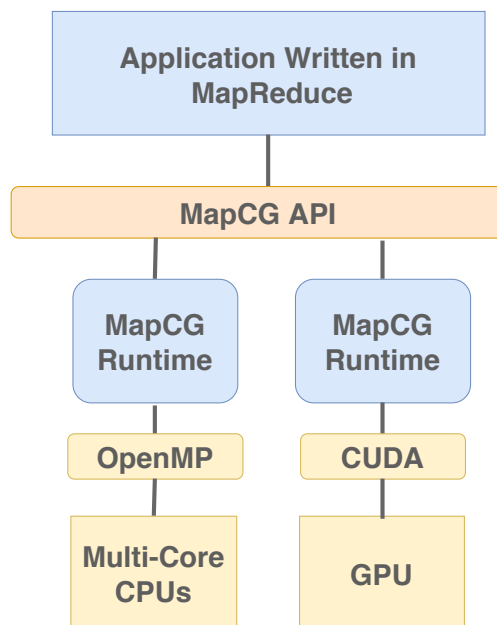 Application Written in
MapReduce
MapCG API
MapCG
Runtime
MapCG
Runtime
OpenMP
CUDA
Multi-Core
CPUs
GPU